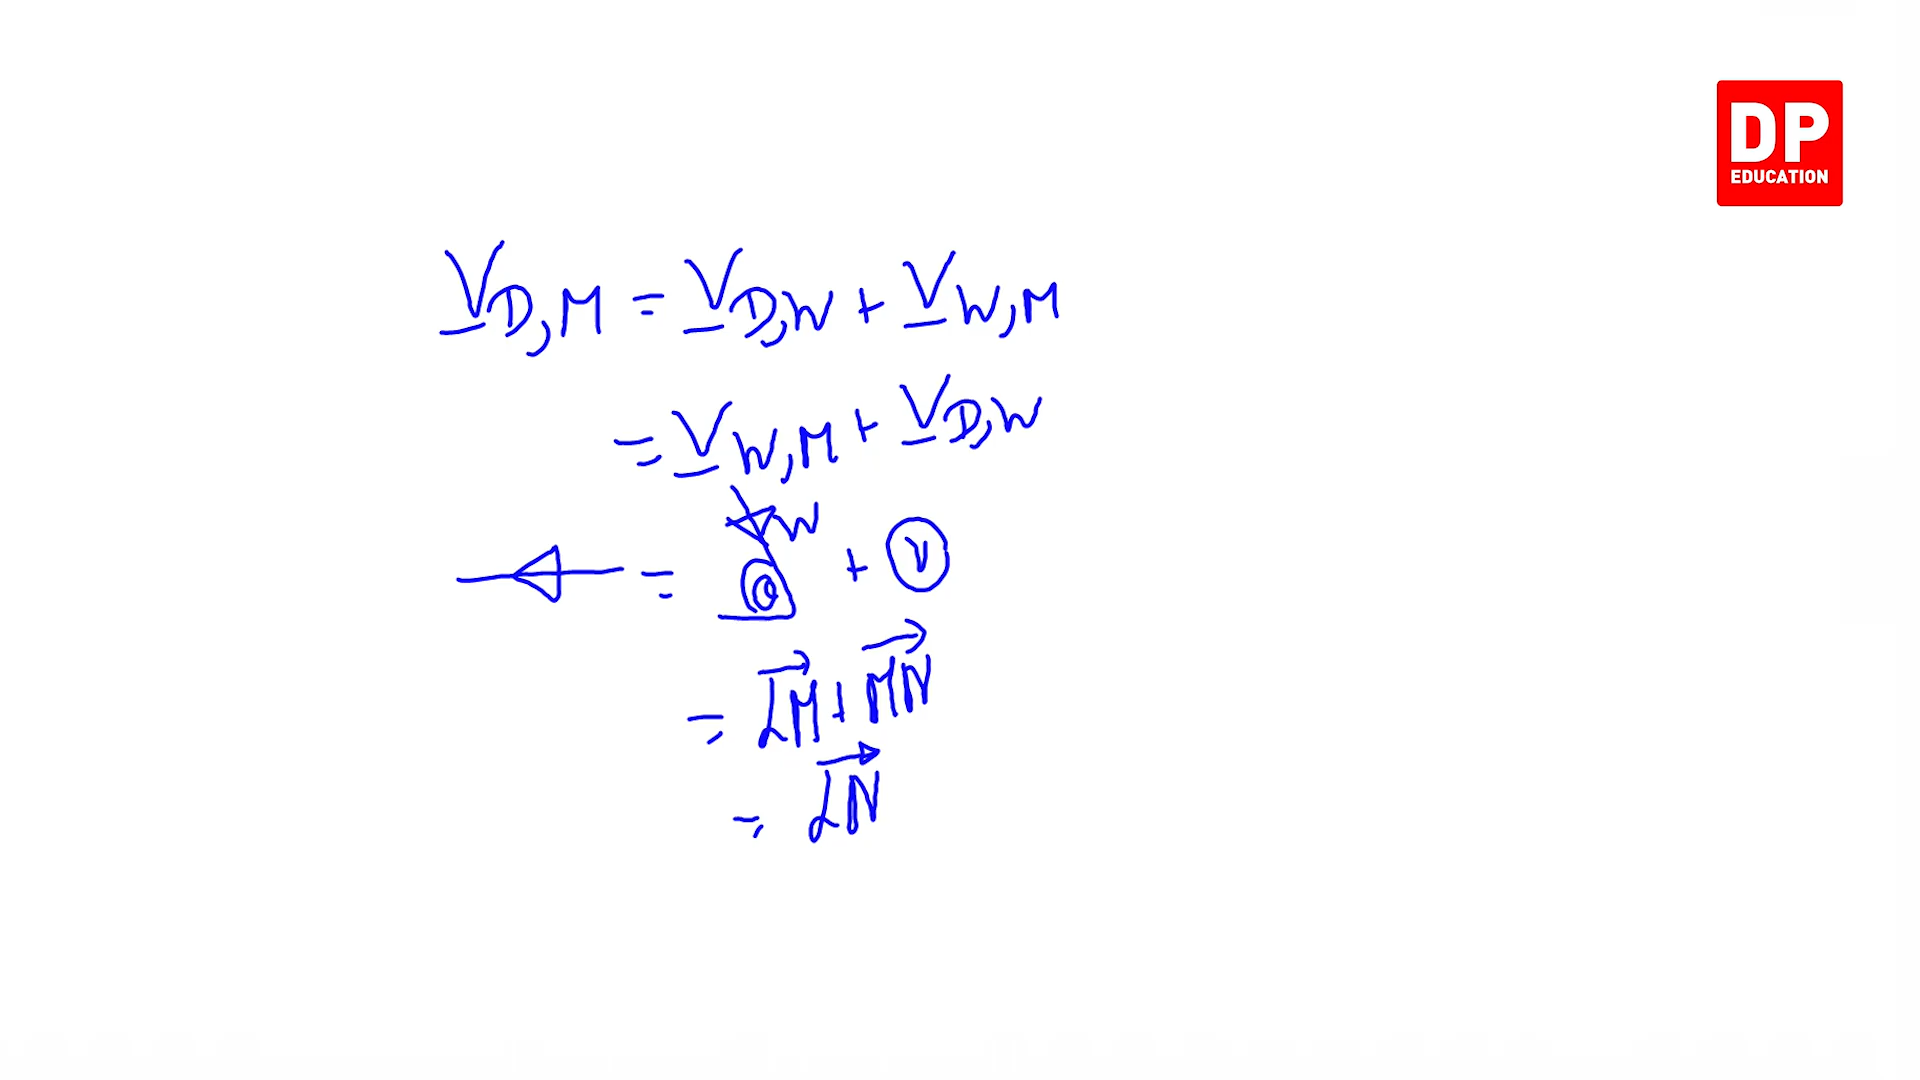 DP
EDUCATION
V D,M = V D,W + V W,M
= V W,M + V D,W
= W + V
= LM + MN
= LN